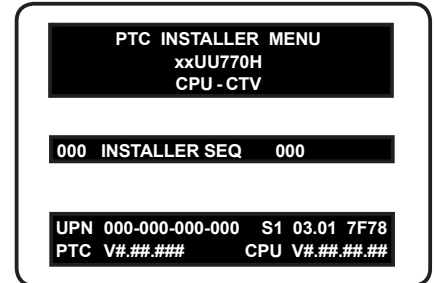 PTC INSTALLER MENU
xxUU770H
CPU - CTV
000 INSTALLER SEQ 000
UPN 000-000-000-000 S1 03.01 7F78
PTC V#.##.### CPU V#.##.##.##